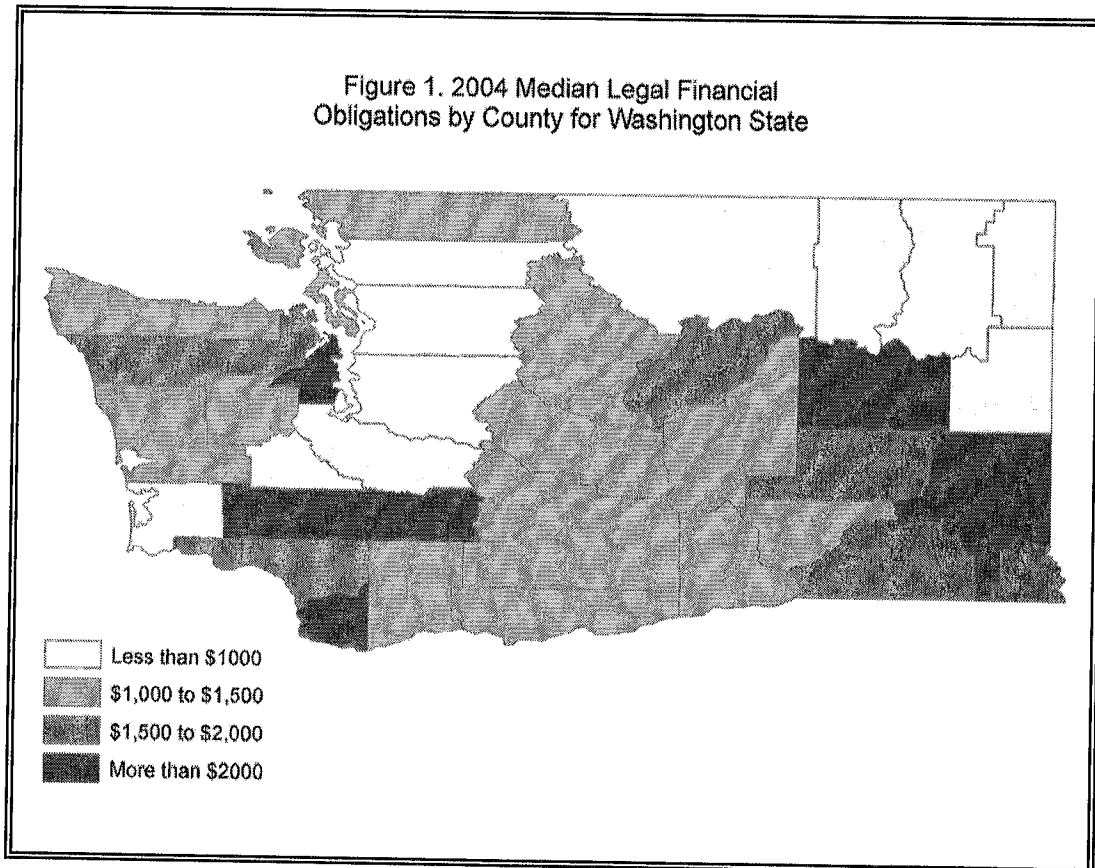 Figure 1. 2004 Median Legal Financial
Obligations by County for Washington State
Less than $1000
$1,000 to $1,500
$1,500 to $2,000
More than $2000